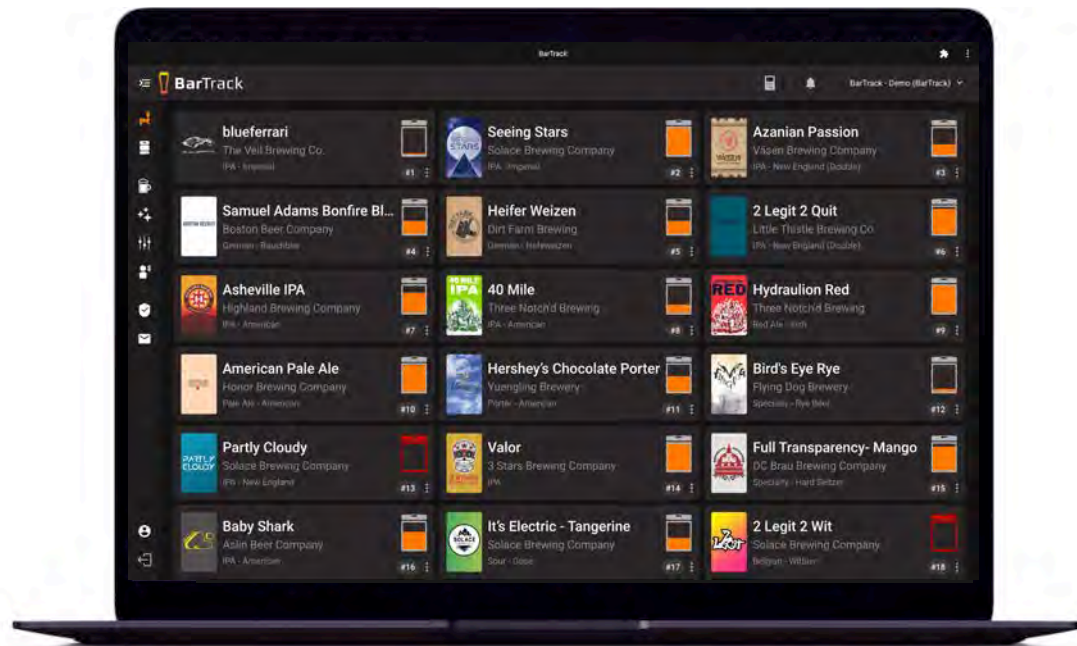 BarTrack
BarTrack
BarTrack - Demo (BarTrack)
blueferrari
The Veil Brewing Co.
IPA - Imperial
#1
STARS
Seeing Stars
Solace Brewing Company
IPA - Imperial
#2
Azanian Passion
Väsen Brewing Company
IPA - New England (Double)
#3
Samuel Adams Bonfire Bl...
Boston Beer Company
German - Rauchbier
#4
Heifer Weizen
Dirt Farm Brewing
German - Hefeweizen
#5
2 Legit 2 Quit
Little Thistle Brewing Co.
IPA - New England (Double)
#6
Asheville IPA
Highland Brewing Company
IPA - American
#7
40 MILE
IPA
40 Mile
Three Notch'd Brewing
IPA - American
#8
RED
Hydraulion Red
Three Notch'd Brewing
Red Ale - Irish
#9
American Pale Ale
Honor Brewing Company
Pale Ale - American
#10
Hershey's Chocolate Porter
Yuengling Brewery
Porter - American
#11
Bird's Eye Rye
Flying Dog Brewery
Specialty - Rye Beer
#12
PARTLY
CLOUDY
Partly Cloudy
Solace Brewing Company
IPA - New England
#13
Valor
3 Stars Brewing Company
IPA
#14
Full Transparency- Mango
DC Brau Brewing Company
Specialty - Hard Seltzer
#15
Baby Shark
Aslin Beer Company
IPA - American
#16
SOLACE
It's Electric - Tangerine
Solace Brewing Company
Sour - Gose
#17
2 Legit 2 Wit
Solace Brewing Company
Belgian - Witbier
#18